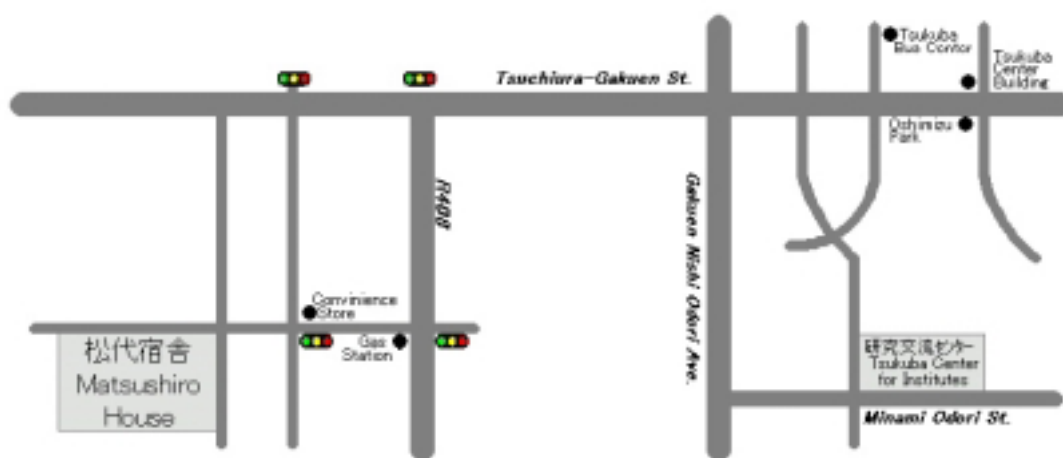 Tsukuba
Bus Contor
Tsukuba
Center
Building
Tsuchiura-Gakuen St.
Oshimizu
Park
R408
Gakuen Nishi Odori Ave.
Convinience
Store
Gas
Station
松代宿舎
Matsushiro
House
研究交流センター
Tsukuba Center
for Institutes
Minami Odori St.